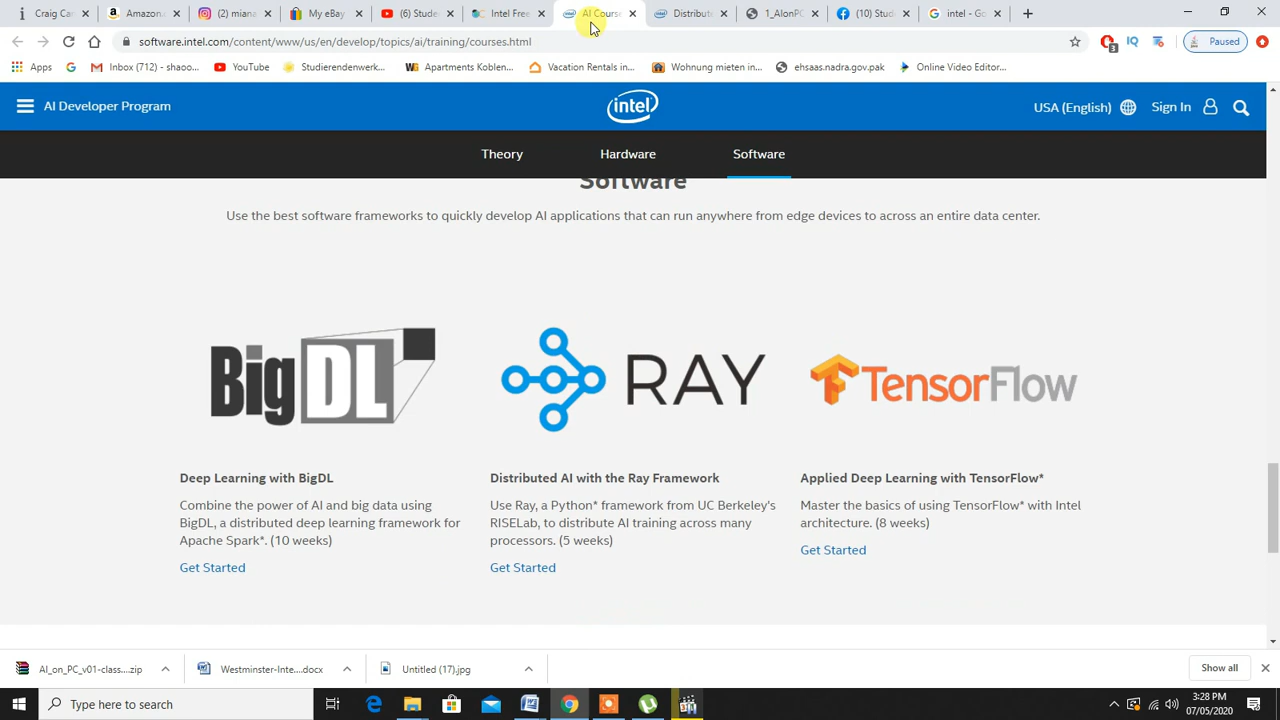 Craig Car
Amazon.
(2) miana
My eBay
(6) Stude
Intel Free
AI Course
Distribut
1_AIonPC
(10) Stud
intel - Go
software.intel.com/content/www/us/en/develop/topics/ai/training/courses.html
3
IQ
Paused
Apps
Inbox (712) - shaoo...
YouTube
Studierendenwerk...
Apartments Koblen...
Vacation Rentals in...
Wohnung mieten in...
ehsaas.nadra.gov.pk
Online Video Editor...
AI Developer Program
intel
USA (English)
Sign In
Theory
Hardware
Software
Software
Use the best software frameworks to quickly develop AI applications that can run anywhere from edge devices to across an entire data center.
BigDL
RAY
TensorFlow
Deep Learning with BigDL
Combine the power of AI and big data using
BigDL, a distributed deep learning framework for
Apache Spark*. (10 weeks)
Get Started
Distributed AI with the Ray Framework
Use Ray, a Python* framework from UC Berkeley's
RISELab, to distribute AI training across many
processors. (5 weeks)
Get Started
Applied Deep Learning with TensorFlow*
Master the basics of using TensorFlow* with Intel
architecture. (8 weeks)
Get Started
AI_on_PC_v01-class....zip
Westminster-Inte....docx
Untitled (17).jpg
Show all
Type here to search
3:28 PM
07/05/2020